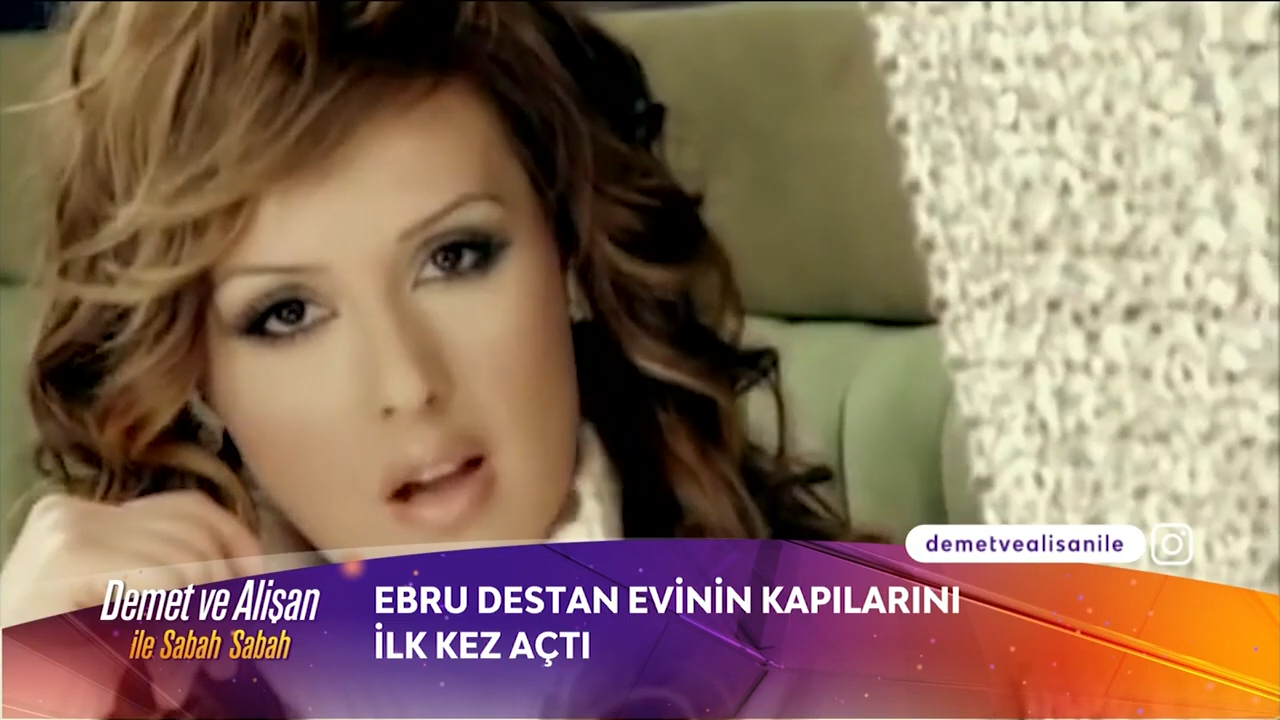 demetvealisanile
Demet ve Alişan
ile Sabah Sabah
EBRU DESTAN EVİNİN KAPILARINI
İLK KEZ AÇTI